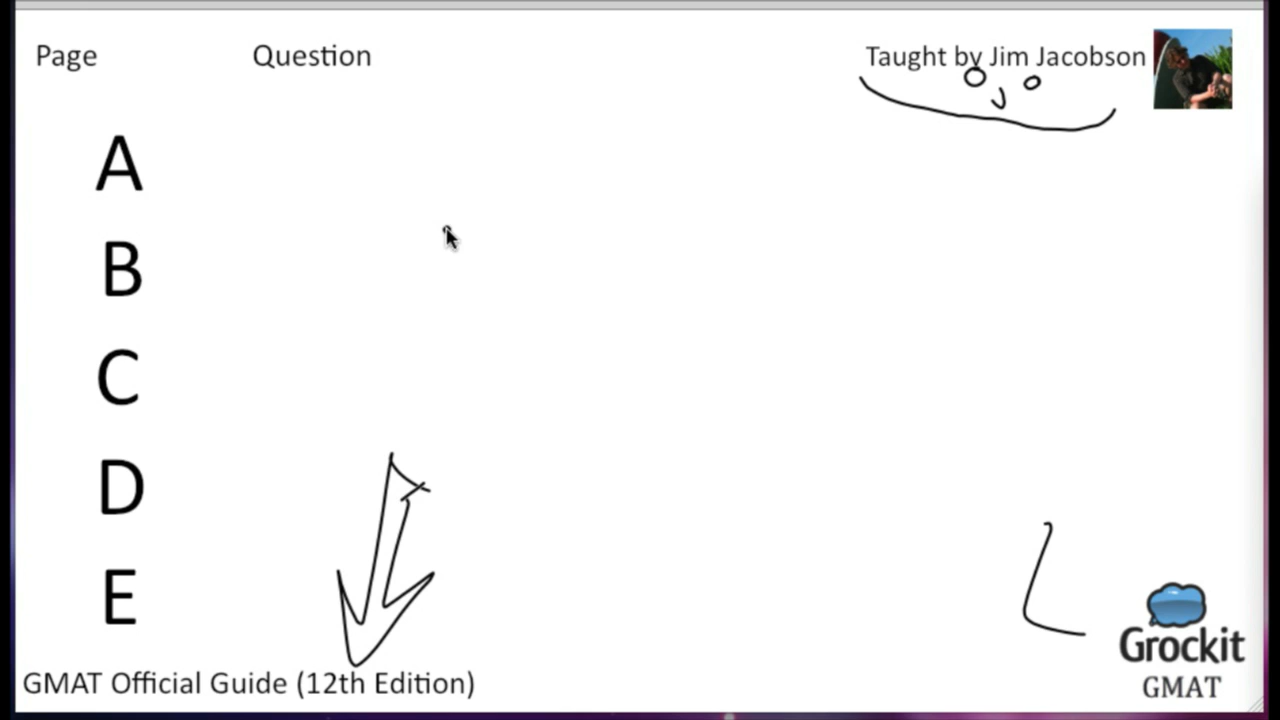 Page Question Taught by Jim Jacobson
A
B
C
D
E
Grockit
GMAT
GMAT Official Guide (12th Edition)